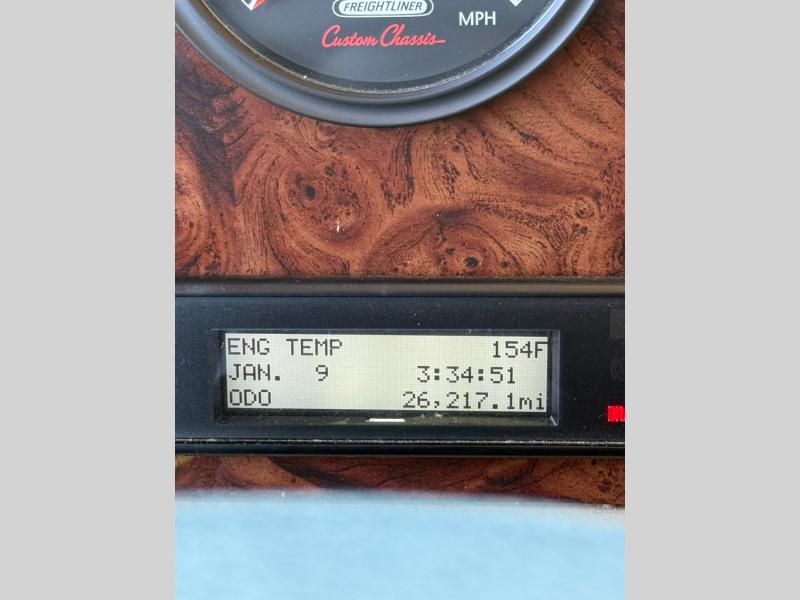 FREIGHTLINER
MPH
Custom Chassis
ENG TEMP 154F
JAN. 9 3:34:51
ODO 26,217.1mi